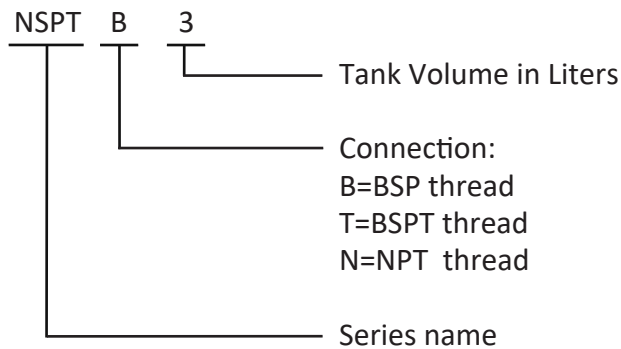 NSPT B 3
Tank Volume in Liters
Connection:
B=BSP thread
T=BSPT thread
N=NPT thread
Series name